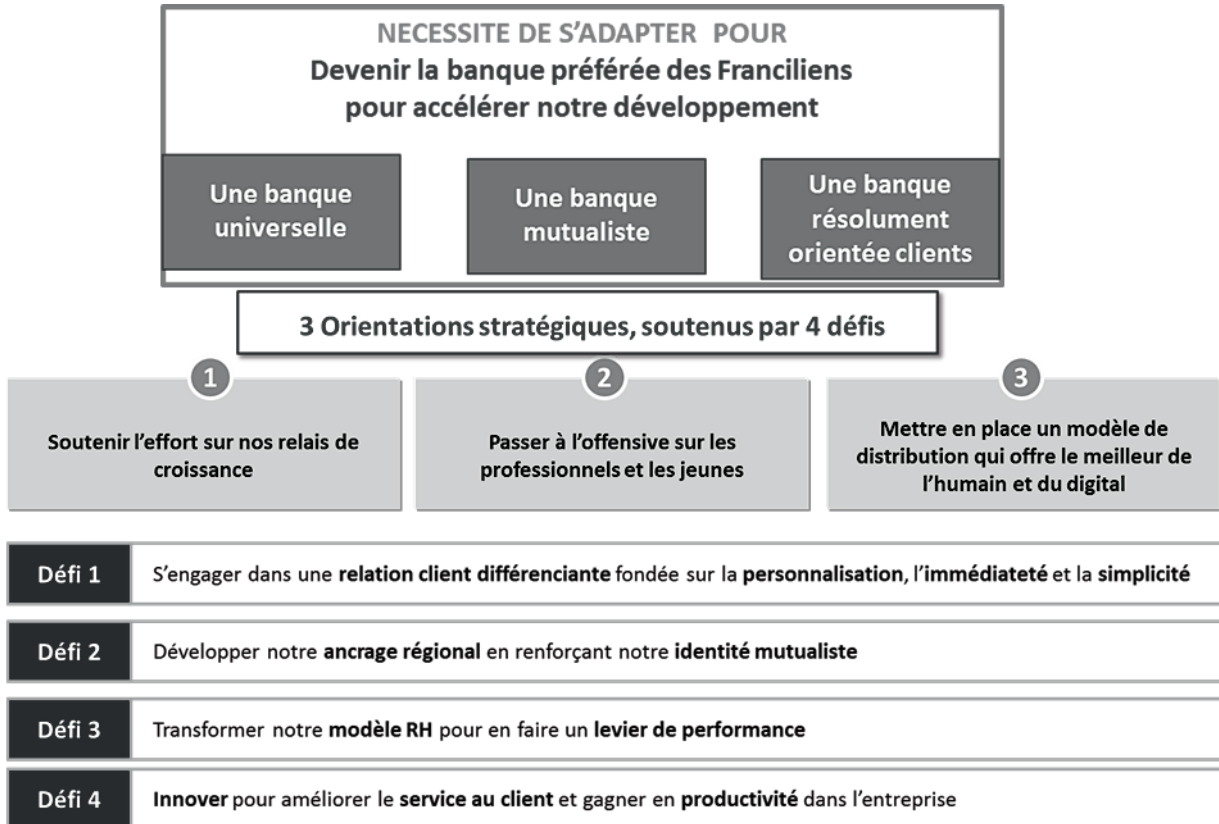 NECESSITE DE S’ADAPTER POUR
Devenir la banque préférée des Franciliens
pour accélérer notre développement
Une banque
universelle
Une banque
mutualiste
Une banque
résolument
orientée clients
3 Orientations stratégiques, soutenus par 4 défis
1
Soutenir l’effort sur nos relais de
croissance
2
Passer à l’offensive sur les
professionnels et les jeunes
3
Mettre en place un modèle de
distribution qui offre le meilleur de
l’humain et du digital
Défi 1 S’engager dans une relation client différenciante fondée sur la personnalisation, l’immédiateté et la simplicité
Défi 2 Développer notre ancrage régional en renforçant notre identité mutualiste
Défi 3 Transformer notre modèle RH pour en faire un levier de performance
Défi 4 Innover pour améliorer le service au client et gagner en productivité dans l’entreprise